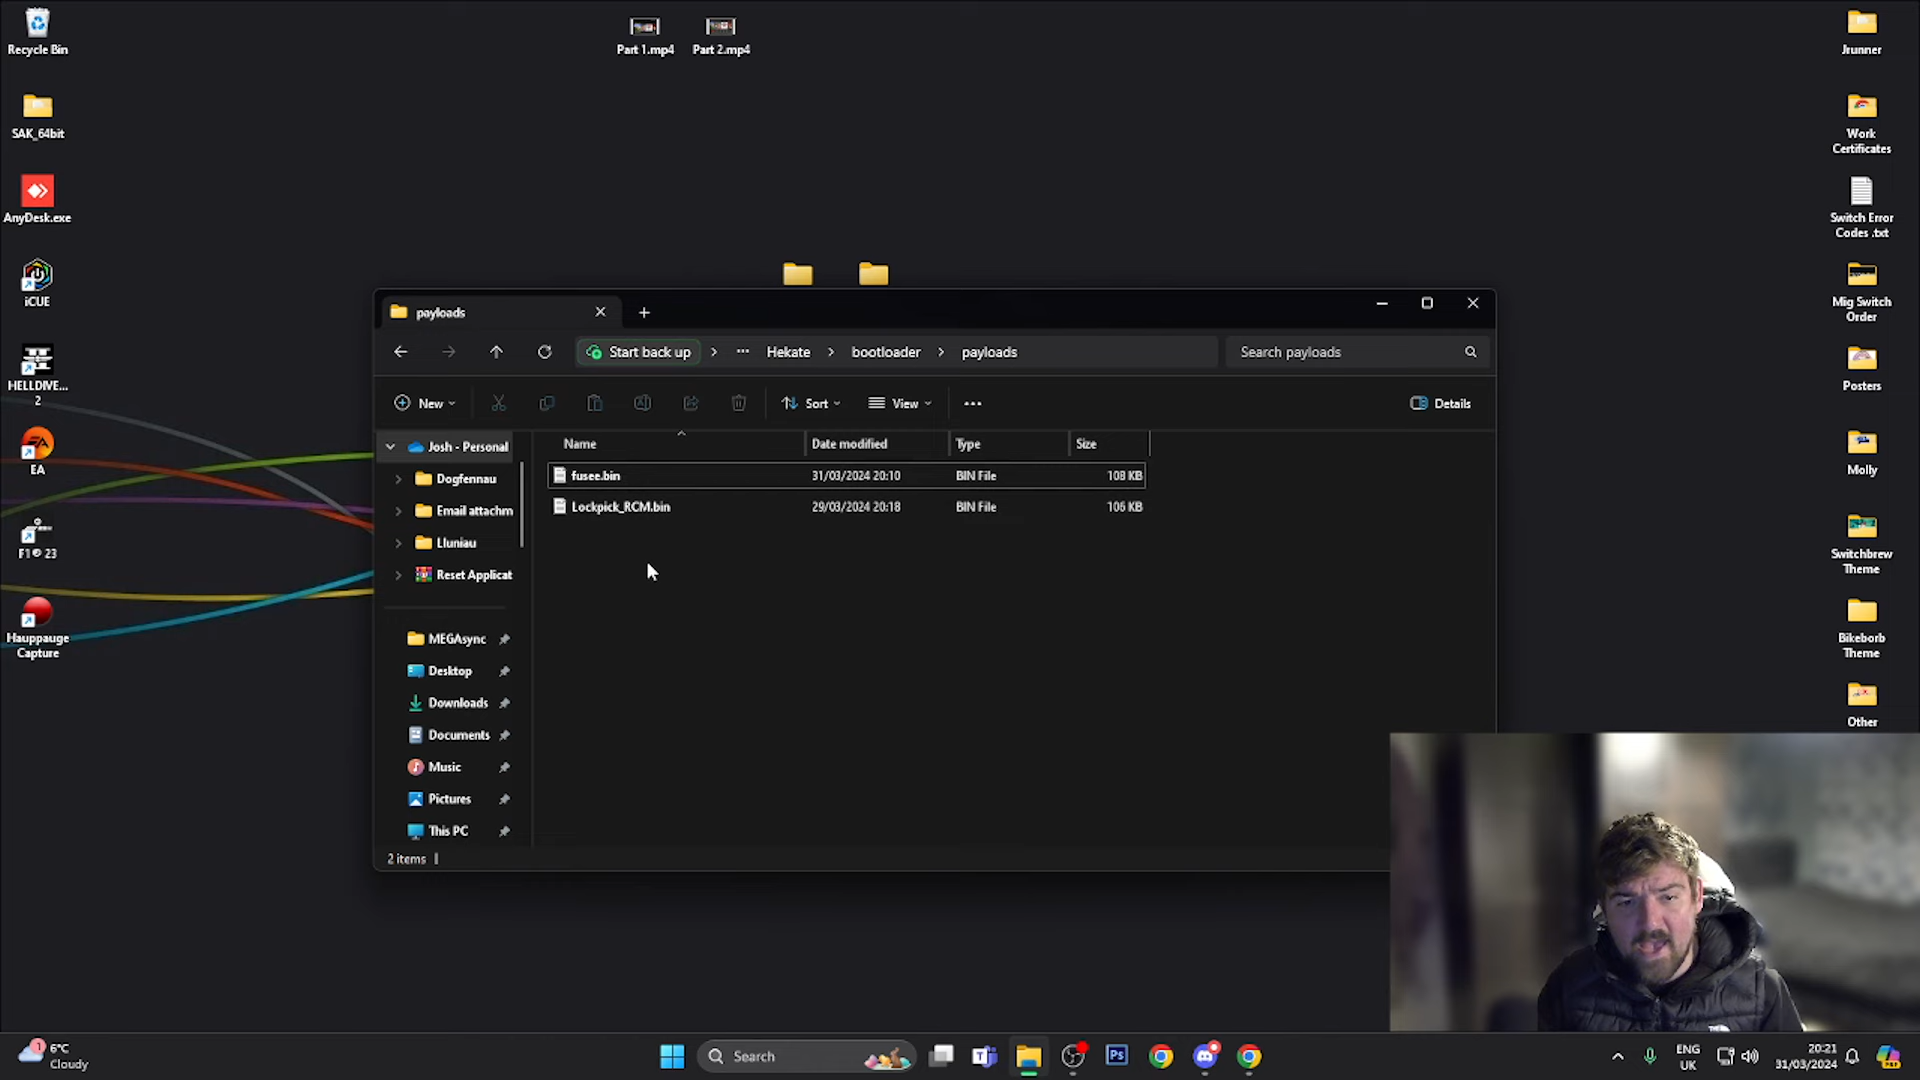 Recycle Bin
SAK_64bit
AnyDesk.exe
iCUE
HELLDIVE...
2
EA
F1® 23
Hauppauge
Capture
Part 1.mp4
Part 2.mp4
Jrunner
Work
Certificates
Switch Error
Codes .txt
Mig Switch
Order
Posters
Molly
Switchbrew
Theme
Bikeborb
Theme
Other
payloads
Start back up
Hekate
bootloader
payloads
Search payloads
New
Sort
View
Details
Josh - Personal
Dogfennau
Email attachm
Lluniau
Reset Applicat
MEGAsync
Desktop
Downloads
Documents
Music
Pictures
This PC
Name Date modified Type Size
fusee.bin 31/03/2024 20:10 BIN File 108 KB
Lockpick_RCM.bin 29/03/2024 20:18 BIN File 106 KB
2 items
1
6°C
Cloudy
Search
Ps
ENG
UK
20:21
31/03/2024